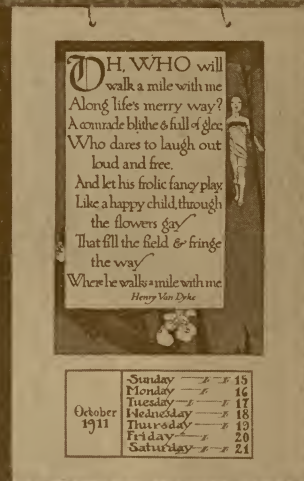 OH, WHO will
walk a mile with me
Along life's merry way?
A comrade blithe & full of glee,
Who dares to laugh out
loud and free,
And let his frolic fancy play,
Like a happy child, through
the flowers gay
That fill the field & fringe
the way
Where he walks a mile with me.
Henry Van Dyke
October
1911
Sunday 15
Monday 16
Tuesday 17
Wednesday 18
Thursday 19
Friday 20
Saturday 21